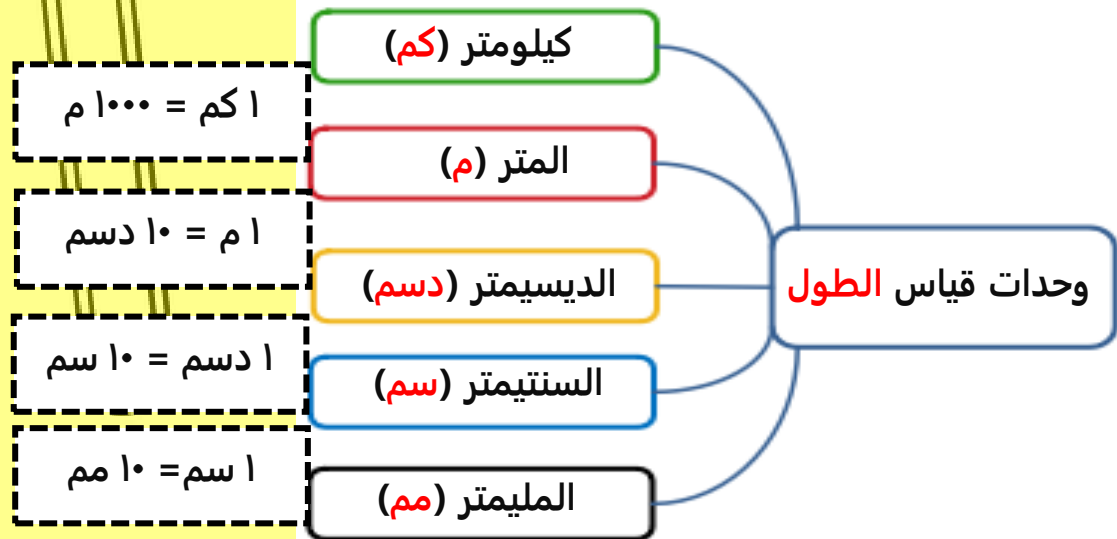 وحدات قياس الطول
كيلومتر (كم)
١ كم = ١٠٠٠ م
المتر (م)
١ م = ١٠ دسم
الديسيمتر (دسم)
١ دسم = ١٠ سم
السنتيمتر (سم)
١ سم= ١٠ مم
المليمتر (مم)